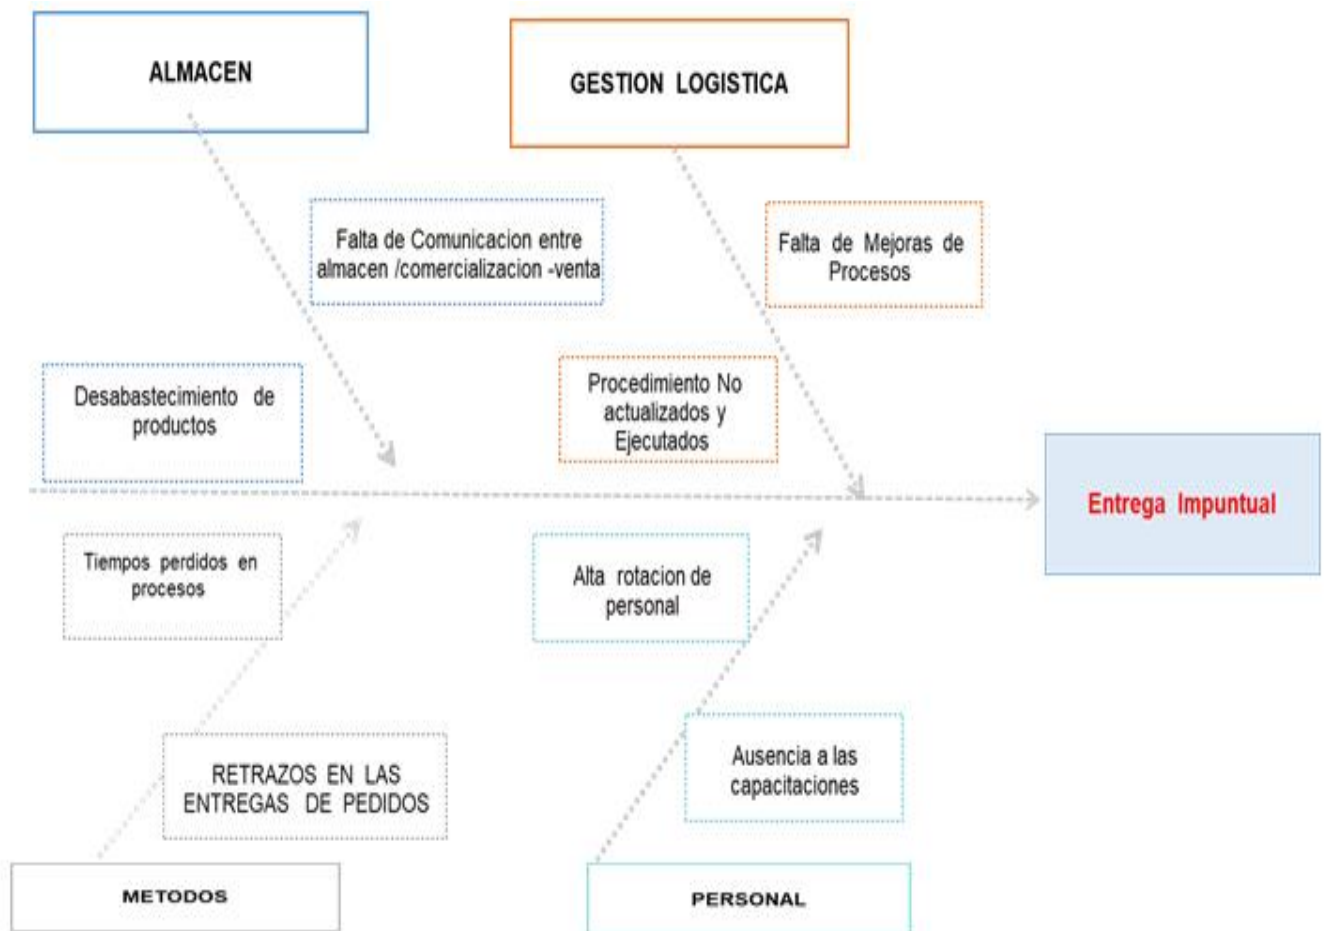 ALMACEN
GESTION LOGISTICA
Falta de Comunicacion entre
almacen /comercializacion -venta
Falta de Mejoras de
Procesos
Desabastecimiento de
productos
Procedimiento No
actualizados y
Ejecutados
Entrega Impuntual
Tiempos perdidos en
procesos
Alta rotacion de
personal
RETRAZOS EN LAS
ENTREGAS DE PEDIDOS
Ausencia a las
capacitaciones
METODOS
PERSONAL